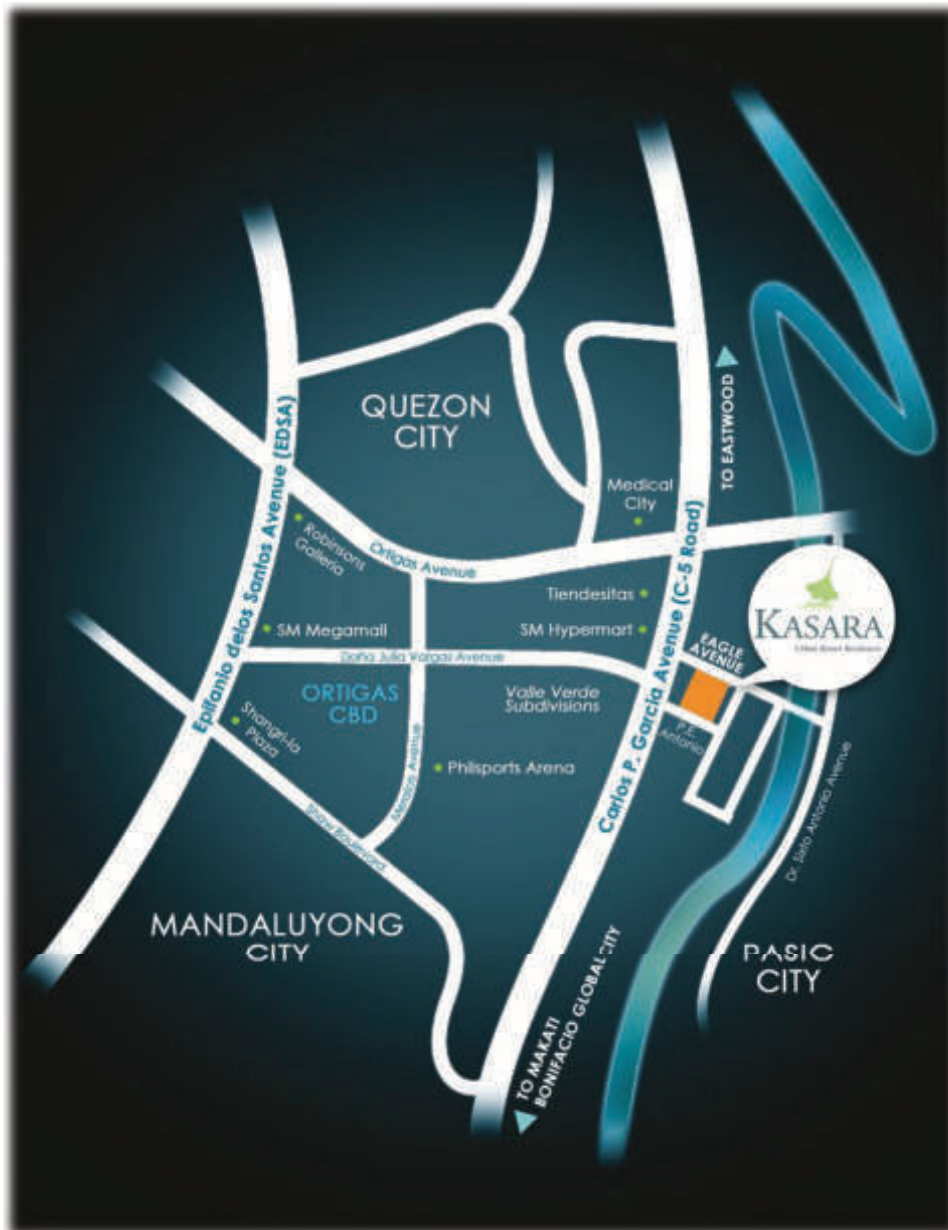 QUEZON
CITY
TO EASTWOOD
Medical
City
Epifanio delos Santos Avenue (EDSA)
Robinsons
Galleria
Ortigas Avenue
Carlos P. Garcia Avenue (C-5 Road)
Tiendesitas
SM Megamall
SM Hypermart
EAGLE
AVENUE
KASARA
Urban Resort Residences
Doña Julia Vargas Avenue
ORTIGAS
CBD
Valle Verde
Subdivisions
Shangri-la
Plaza
P.E.
Antonio
Meralco Avenue
Philsports Arena
Shaw Boulevard
Dr. Sixto Antonio Avenue
MANDALUYONG
CITY
PASIG
CITY
TO MAKATI
BONIFACIO GLOBAL CITY